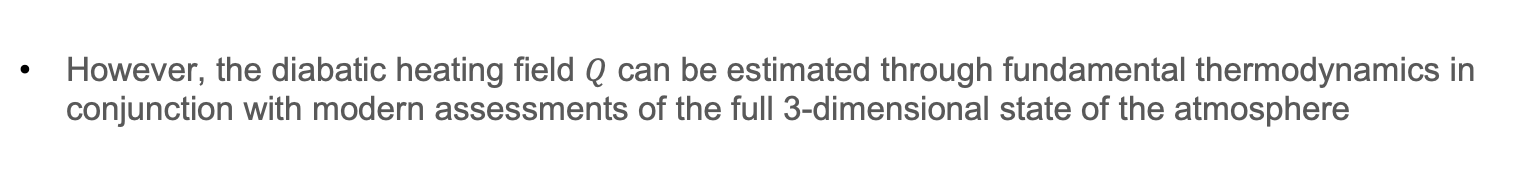 • However, the diabatic heating field Q can be estimated through fundamental thermodynamics in
conjunction with modern assessments of the full 3-dimensional state of the atmosphere